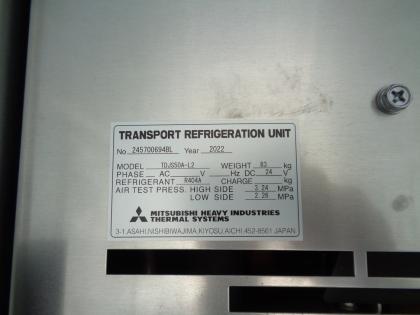 TRANSPORT REFRIGERATION UNIT
No 245700694BL Year 2022
MODEL TDJS50A-L2 WEIGHT 83 kg
PHASE AC V Hz DC 24 V
REFRIGERANT R404A CHARGE kg
AIR TEST PRESS. HIGH SIDE 3.24 MPa
LOW SIDE 2.26 MPa
MITSUBISHI HEAVY INDUSTRIES
THERMAL SYSTEMS
3-1,ASAHI,NISHIBIWAJIMA,KIYOSU,AICHI,452-8561 JAPAN